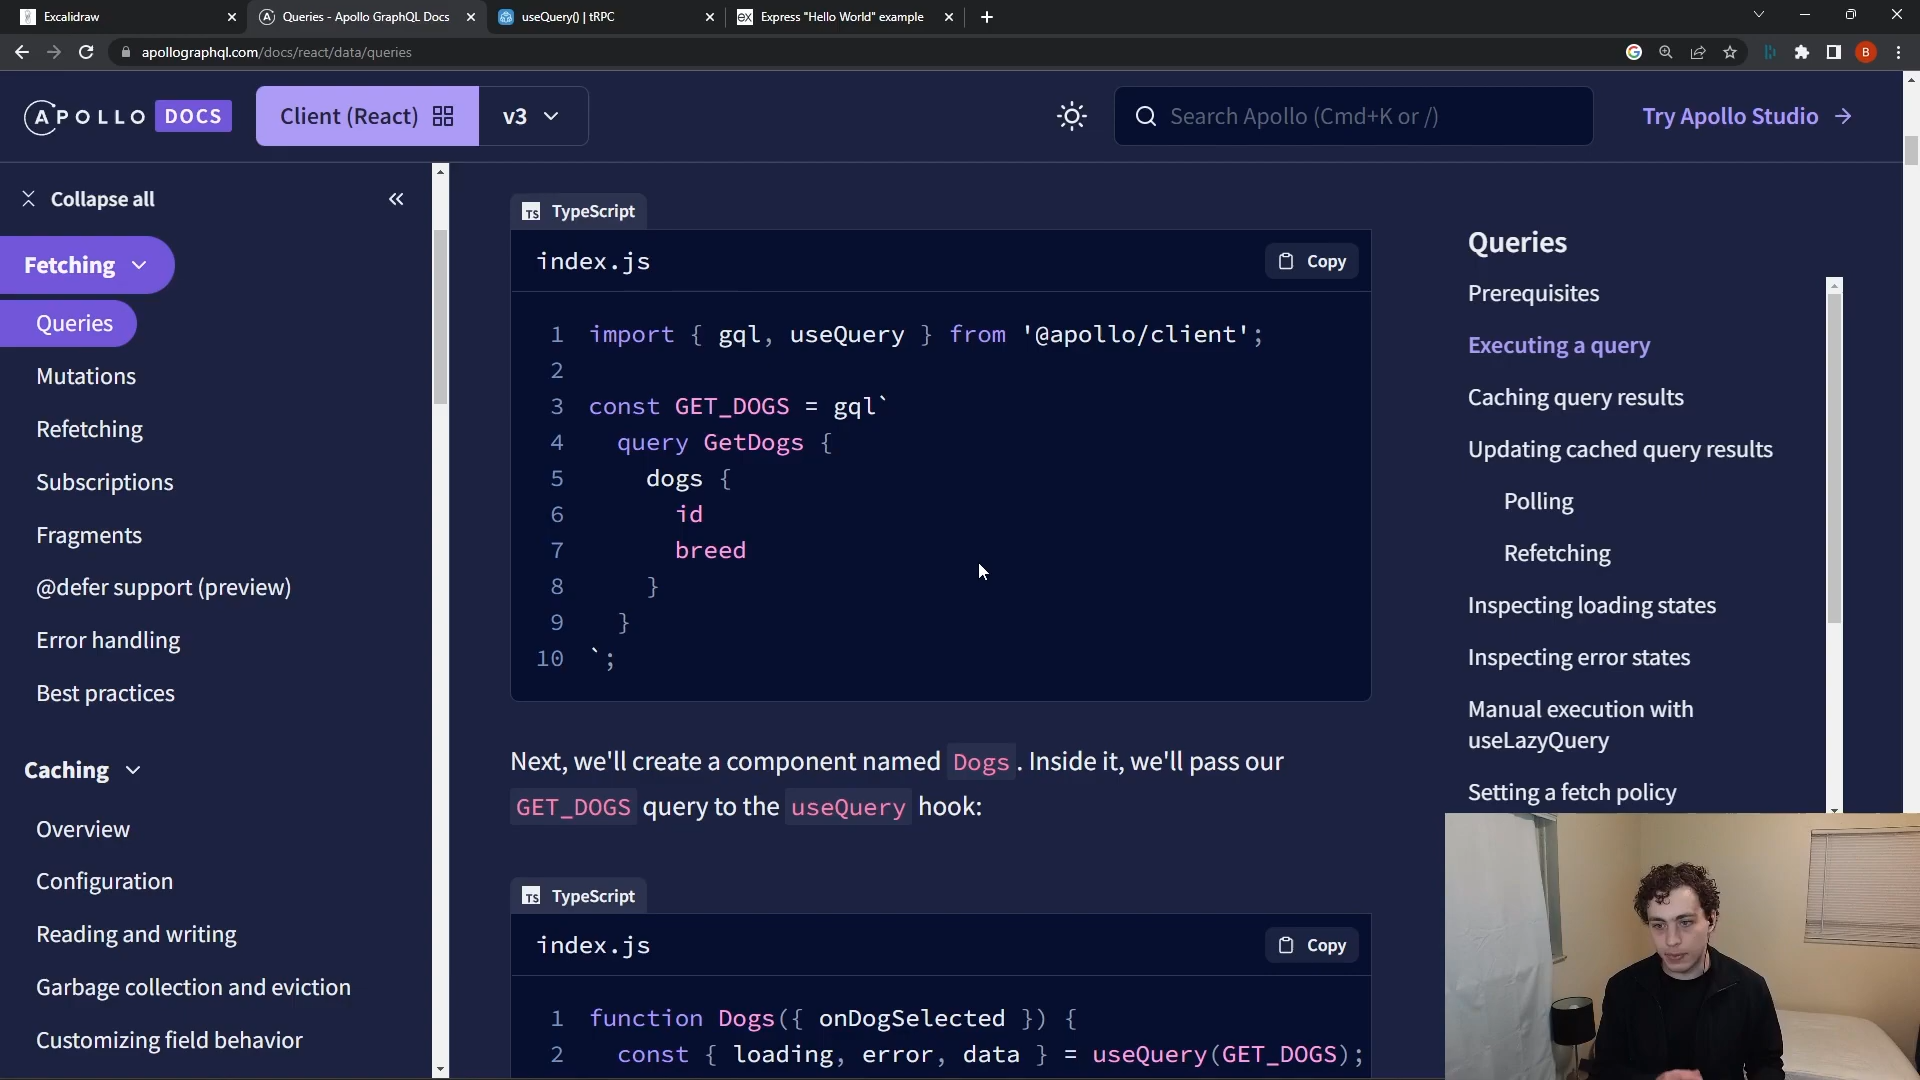 Excalidraw
Queries - Apollo GraphQL Docs
useQuery() | tRPC
ex Express "Hello World" example
apollographql.com/docs/react/data/queries
B
APOLLO DOCS
Client (React)
v3
Search Apollo (Cmd+K or /)
Try Apollo Studio
Collapse all
Fetching
Queries
Mutations
Refetching
Subscriptions
Fragments
@defer support (preview)
Error handling
Best practices
Caching
Overview
Configuration
Reading and writing
Garbage collection and eviction
Customizing field behavior
TS TypeScript
index.js
Copy
1 import { gql, useQuery } from '@apollo/client';
2
3 const GET_DOGS = gql`
4 query GetDogs {
5 dogs {
6 id
7 breed
8 }
9 }
10 `;
Next, we'll create a component named Dogs. Inside it, we'll pass our
GET_DOGS query to the useQuery hook:
TS TypeScript
index.js
Copy
1 function Dogs({ onDogSelected }) {
2 const { loading, error, data } = useQuery(GET_DOGS);
Queries
Prerequisites
Executing a query
Caching query results
Updating cached query results
Polling
Refetching
Inspecting loading states
Inspecting error states
Manual execution with
useLazyQuery
Setting a fetch policy